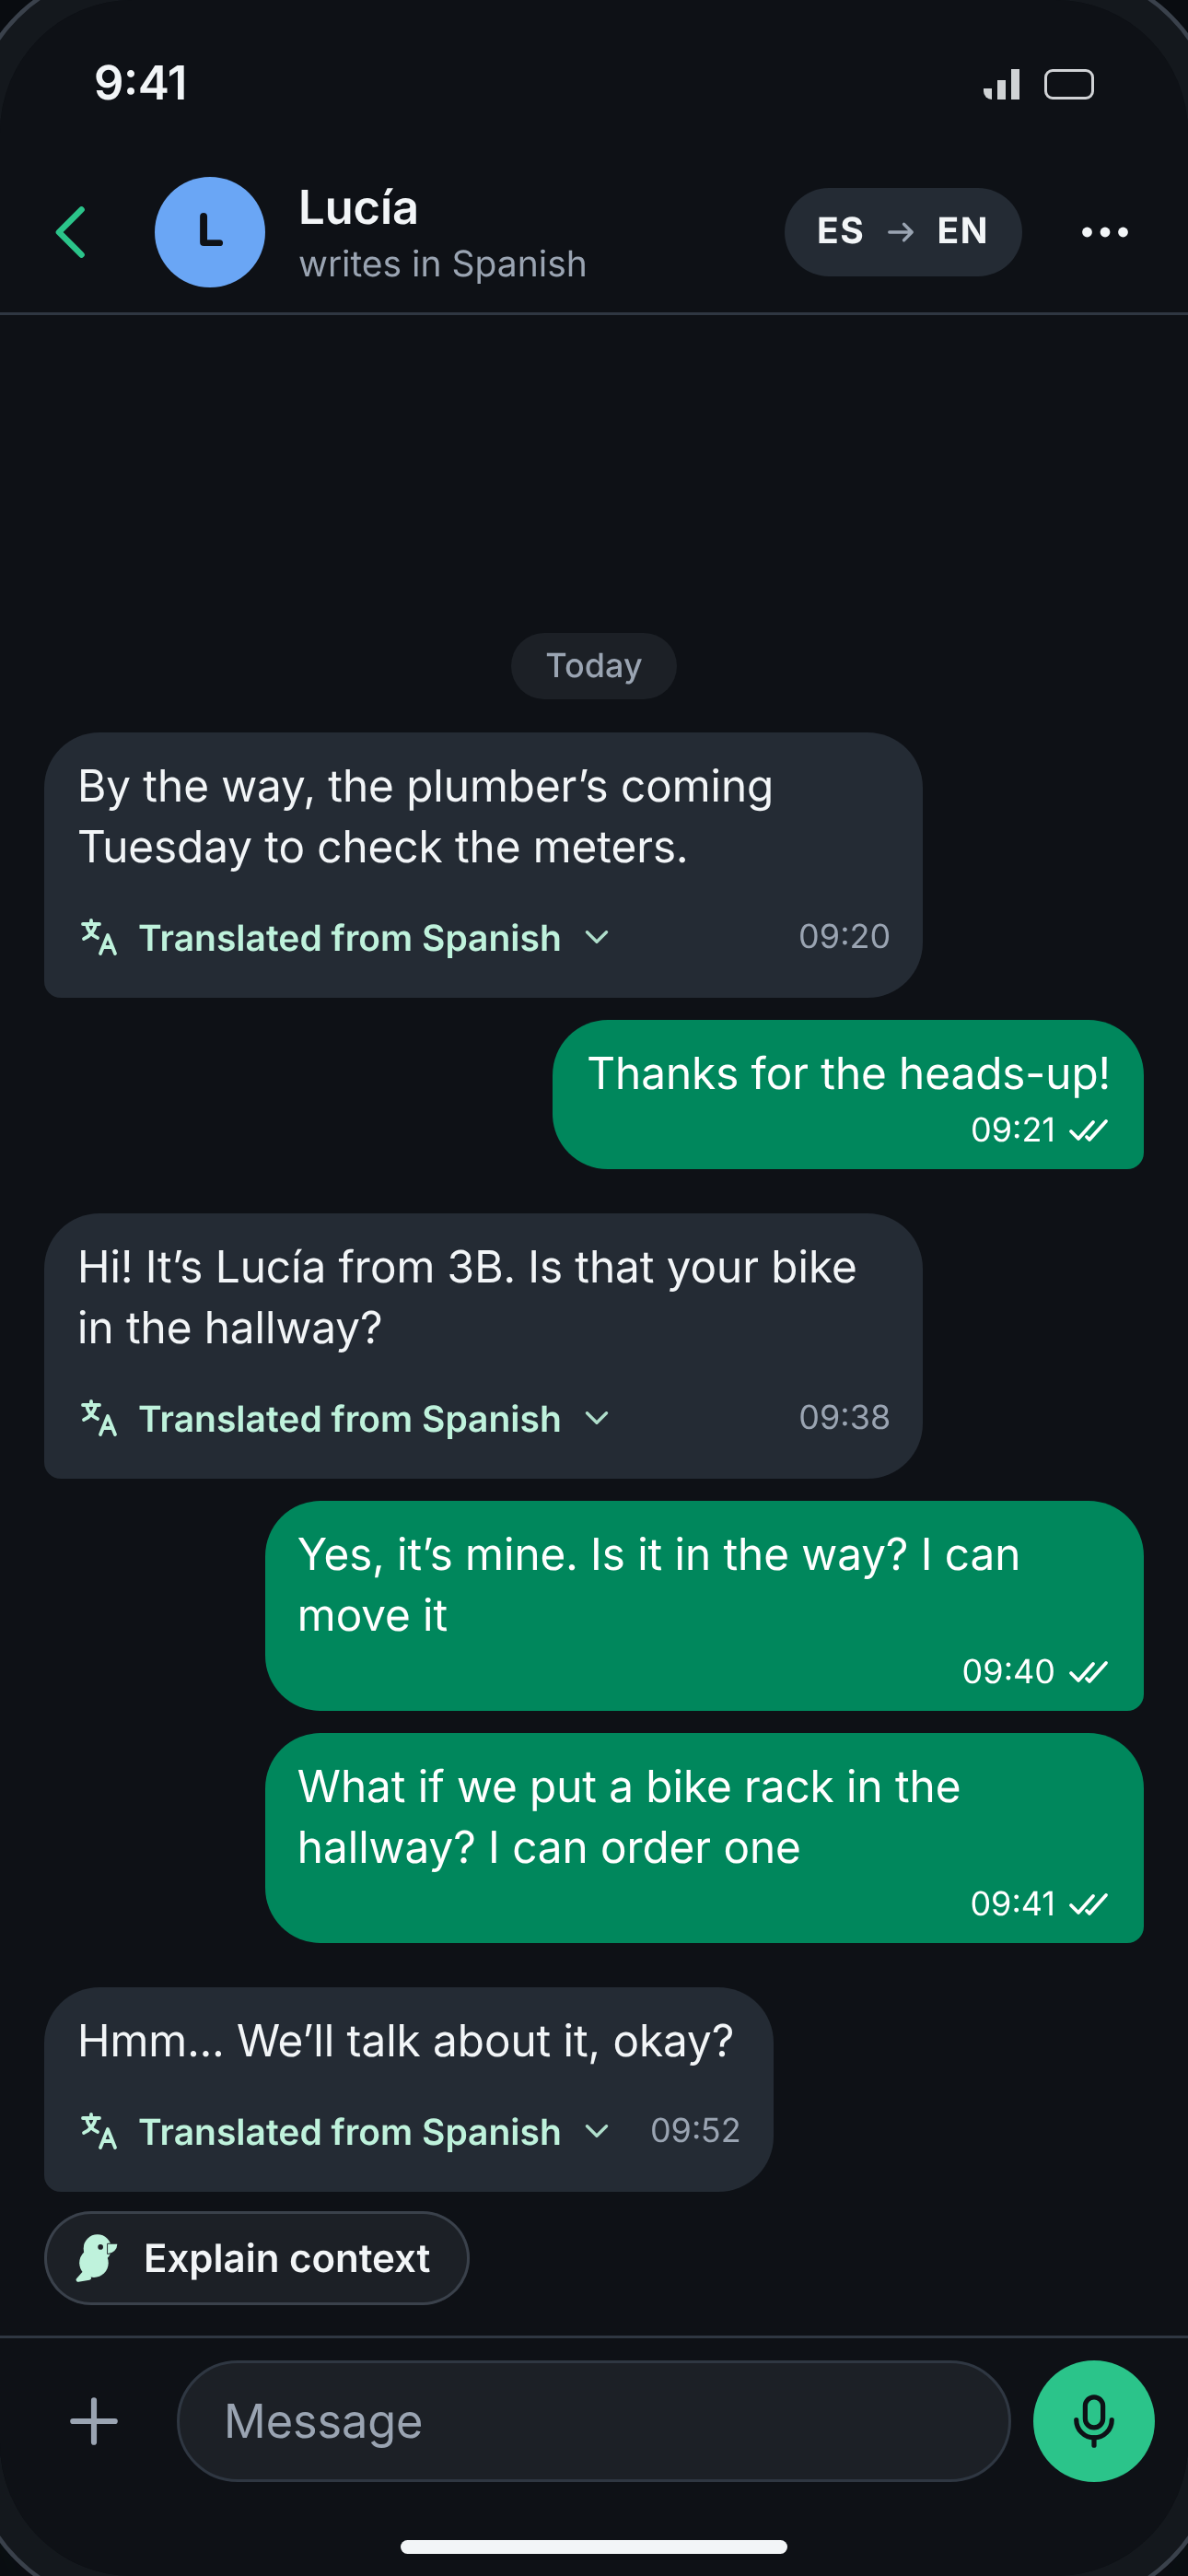 9:41
L
Lucía
writes in Spanish
ES → EN
Today
By the way, the plumber’s coming
Tuesday to check the meters.
Translated from Spanish
09:20
Thanks for the heads-up!
09:21
Hi! It’s Lucía from 3B. Is that your bike
in the hallway?
Translated from Spanish
09:38
Yes, it’s mine. Is it in the way? I can
move it
09:40
What if we put a bike rack in the
hallway? I can order one
09:41
Hmm… We’ll talk about it, okay?
Translated from Spanish
09:52
Explain context
Message